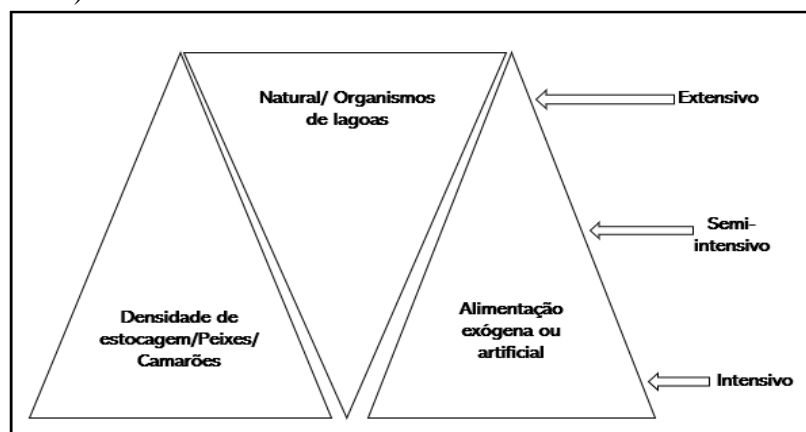 Natural/ Organismos
de lagoas
Extensivo
Semi-
intensivo
Densidade de
estocagem/Peixes/
Camarões
Alimentação
exógena ou
artificial
Intensivo